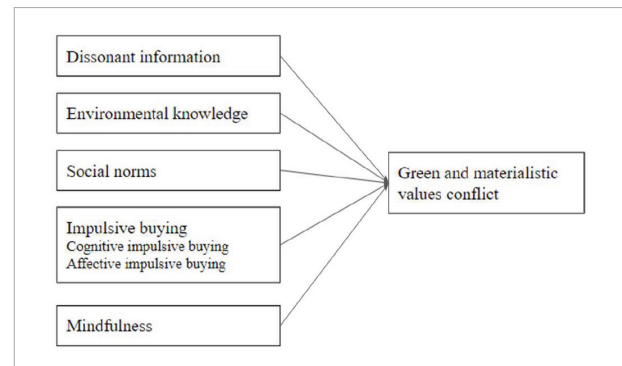 Dissonant information
Environmental knowledge
Social norms
Impulsive buying
Cognitive impulsive buying
Affective impulsive buying
Mindfulness
Green and materialistic
values conflict